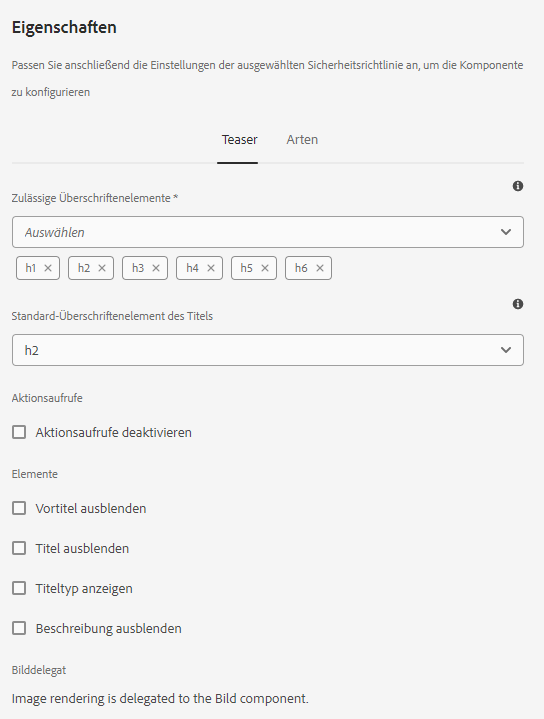 Eigenschaften
Passen Sie anschließend die Einstellungen der ausgewählten Sicherheitsrichtlinie an, um die Komponente
zu konfigurieren
Teaser Arten
Zulässige Überschriftenelemente *
Auswählen
h1 h2 h3 h4 h5 h6
Standard-Überschriftenelement des Titels
h2
Aktionsaufrufe
Aktionsaufrufe deaktivieren
Elemente
Vortitel ausblenden
Titel ausblenden
Titeltyp anzeigen
Beschreibung ausblenden
Bilddelegat
Image rendering is delegated to the Bild component.